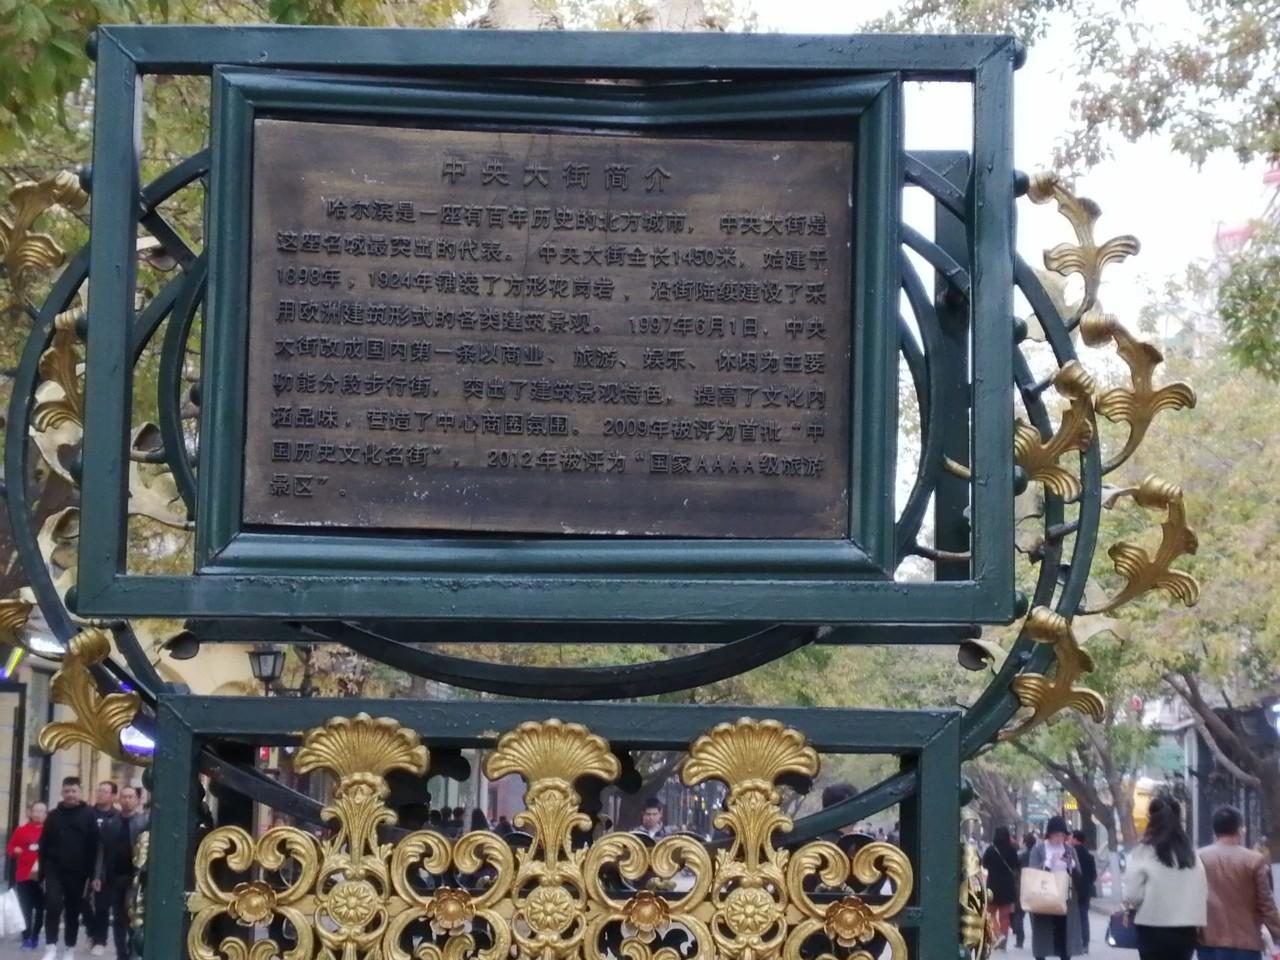 中央大街简介
哈尔滨是一座有百年历史的北方城市， 中央大街是
这座名城最突出的代表。 中央大街全长1450米， 始建于
1898年，1924年铺装了方形花岗岩， 沿街陆续建设了采
用欧洲建筑形式的各类建筑景观。 1997年6月1日， 中央
大街改成国内第一条以商业、旅游、娱乐、休闲为主要
功能分段步行街， 突出了建筑景观特色， 提高了文化内
涵品味， 营造了中心商圈氛围。 2009年被评为首批“中
国历史文化名街”， 2012年被评为“国家AAAA级旅游
景区”。